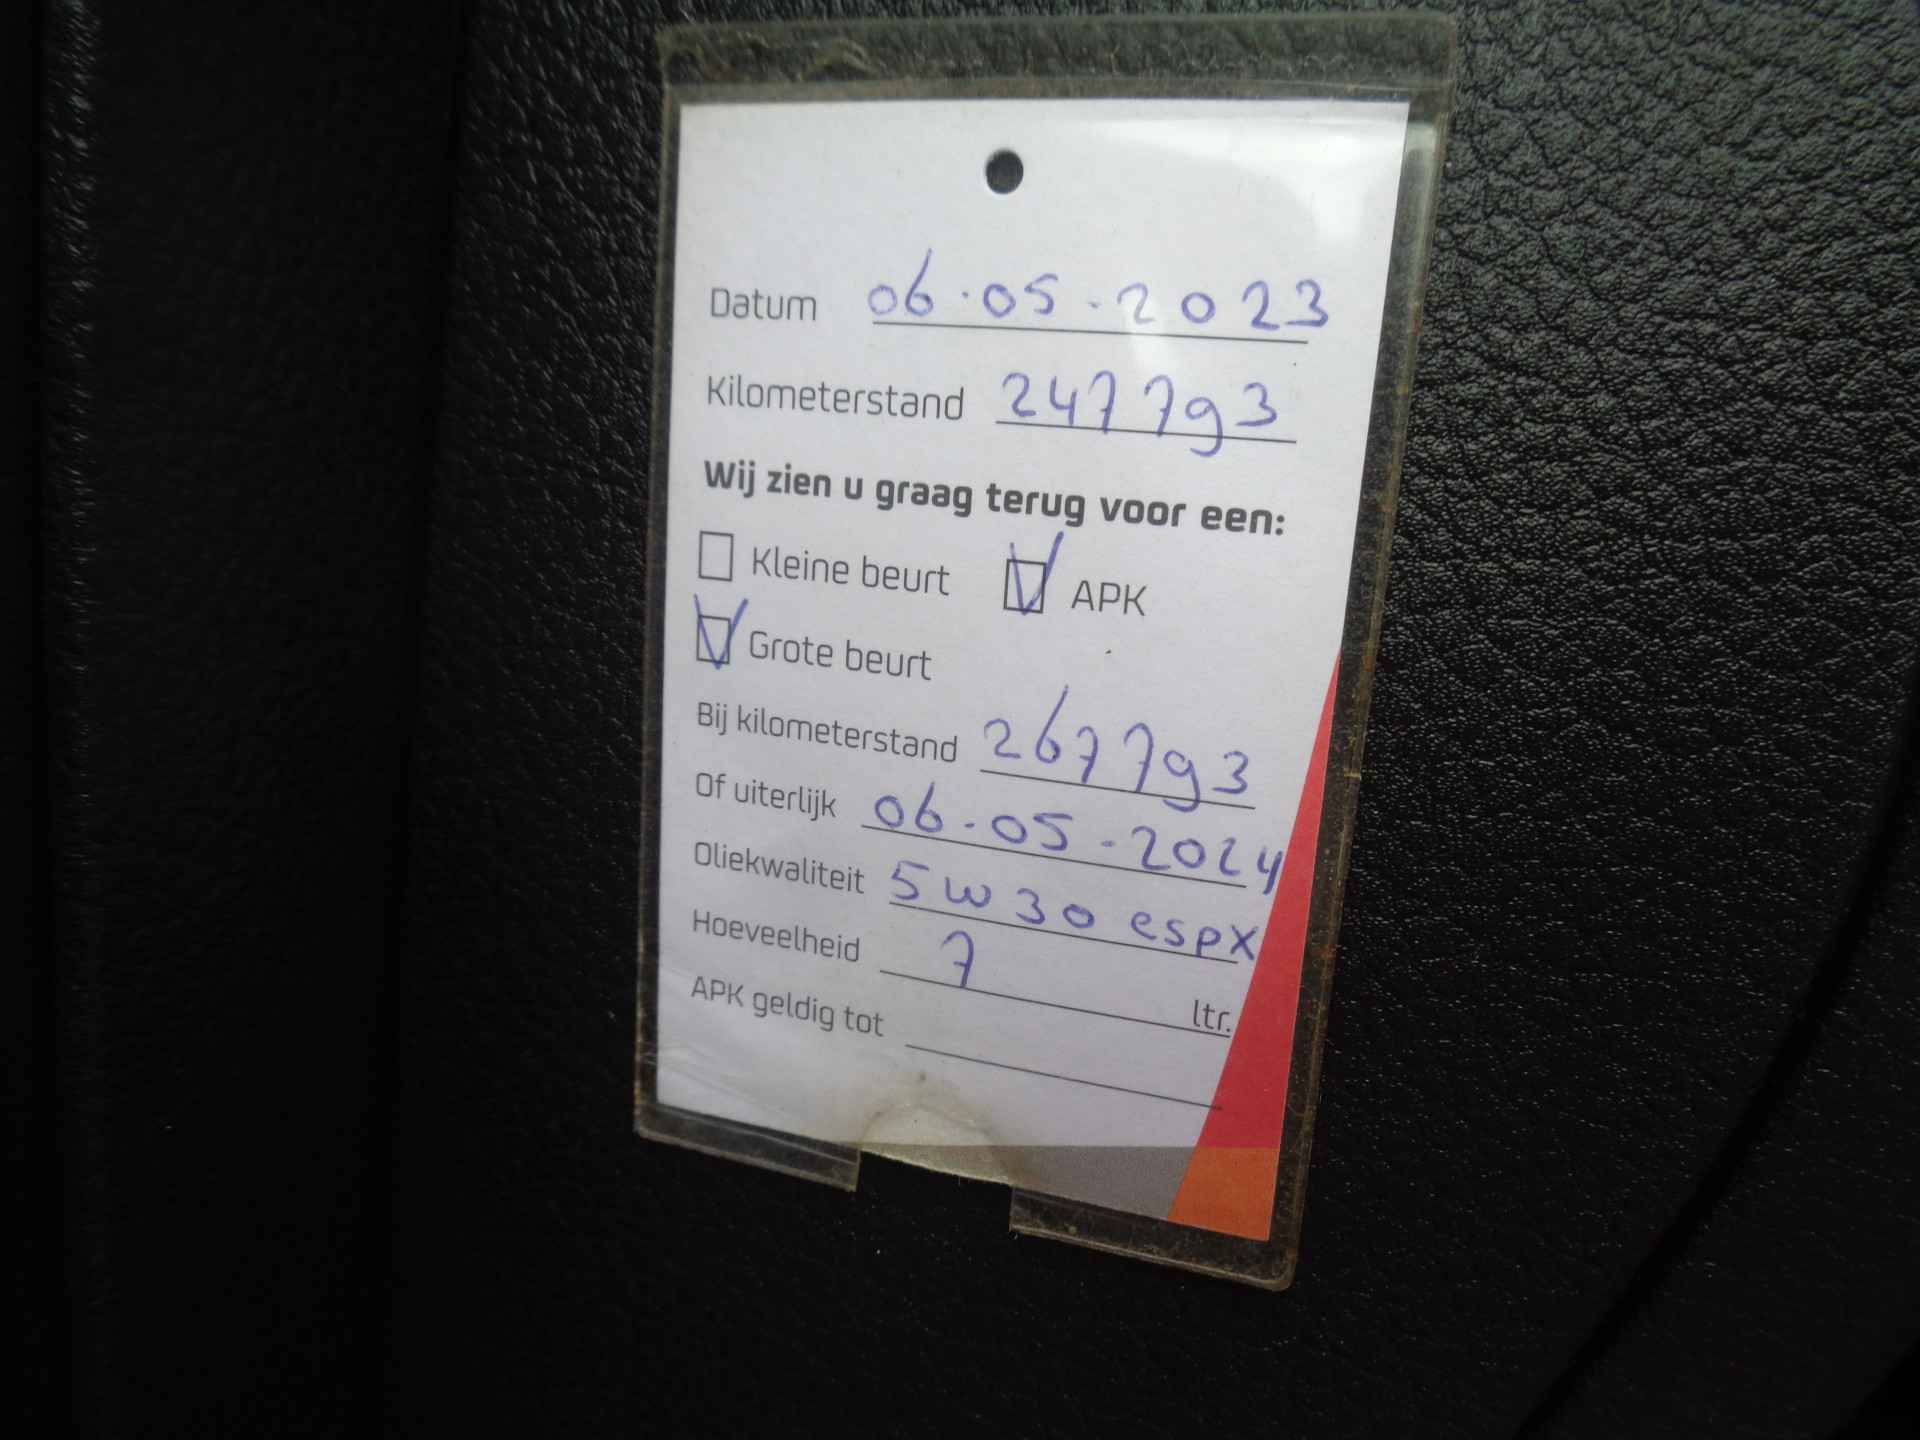 Datum 06.05.2023
Kilometerstand 247793
Wij zien u graag terug voor een:
Kleine beurt APK
Grote beurt
Bij kilometerstand 267793
Of uiterlijk 06.05.2024
Oliekwaliteit 5w30 espx
Hoeveelheid 7 ltr.
APK geldig tot